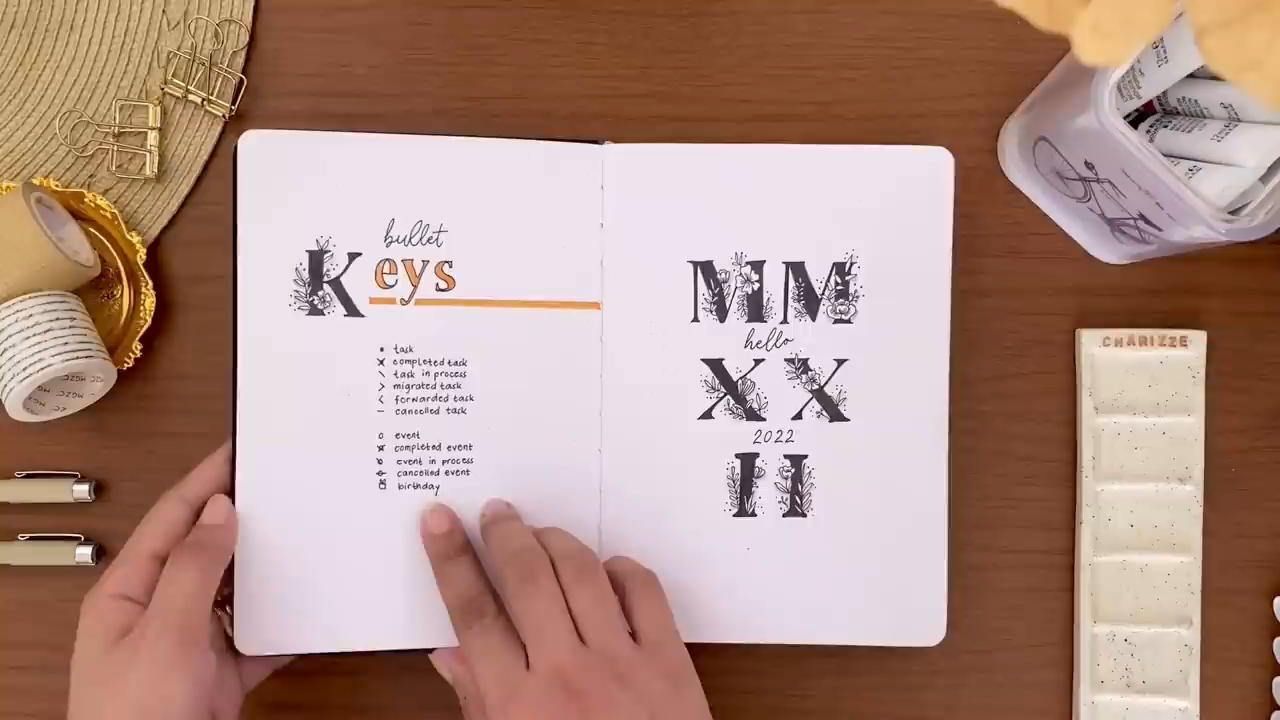 bullet
Keys
• task
× completed task
\ task in process
> migrated task
< forwarded task
– cancelled task
event
completed event
event in process
cancelled event
birthday
MM
hello
XX
2022
II
CHARIZZE
MGZC